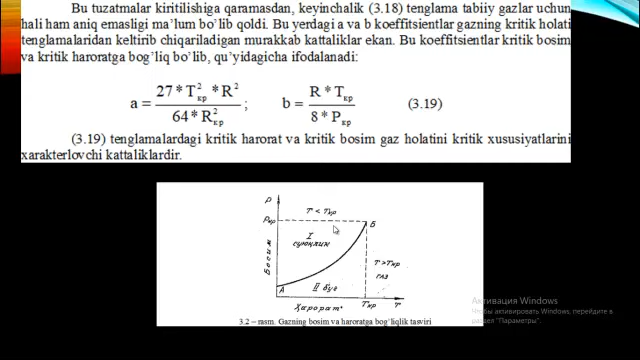 Bu tuzatmalar kiritilishiga qaramasdan, keyinchalik (3.18) tenglama tabiiy gazlar uchun
hali ham aniq emasligi ma'lum bo'lib qoldi. Bu yerdagi a va b koeffitsientlar gazning kritik holati
tenglamalaridan keltirib chiqariladigan murakkab kattaliklar ekan. Bu koeffitsientlar kritik bosim
va kritik haroratga bog'liq bo'lib, qu'yidagicha ifodalanadi:
a = 27 * T²кр * R² / 64 * R²кр ; b = R * Tкр / 8 * Pкр (3.19)
(3.19) tenglamalardagi kritik harorat va kritik bosim gaz holatini kritik xususiyatlarini
xarakterlovchi kattaliklardir.
P
T < Tкр
Pкр
Б
I
суюқлик
Босим
T > Tкр
газ
A
II буғ
Ҳарорат
Tкр
T
3.2 – rasm. Gazning bosim va haroratga bog'liqlik tasviri
Активация Windows
Чтобы активировать Windows, перейдите в
раздел "Параметры".